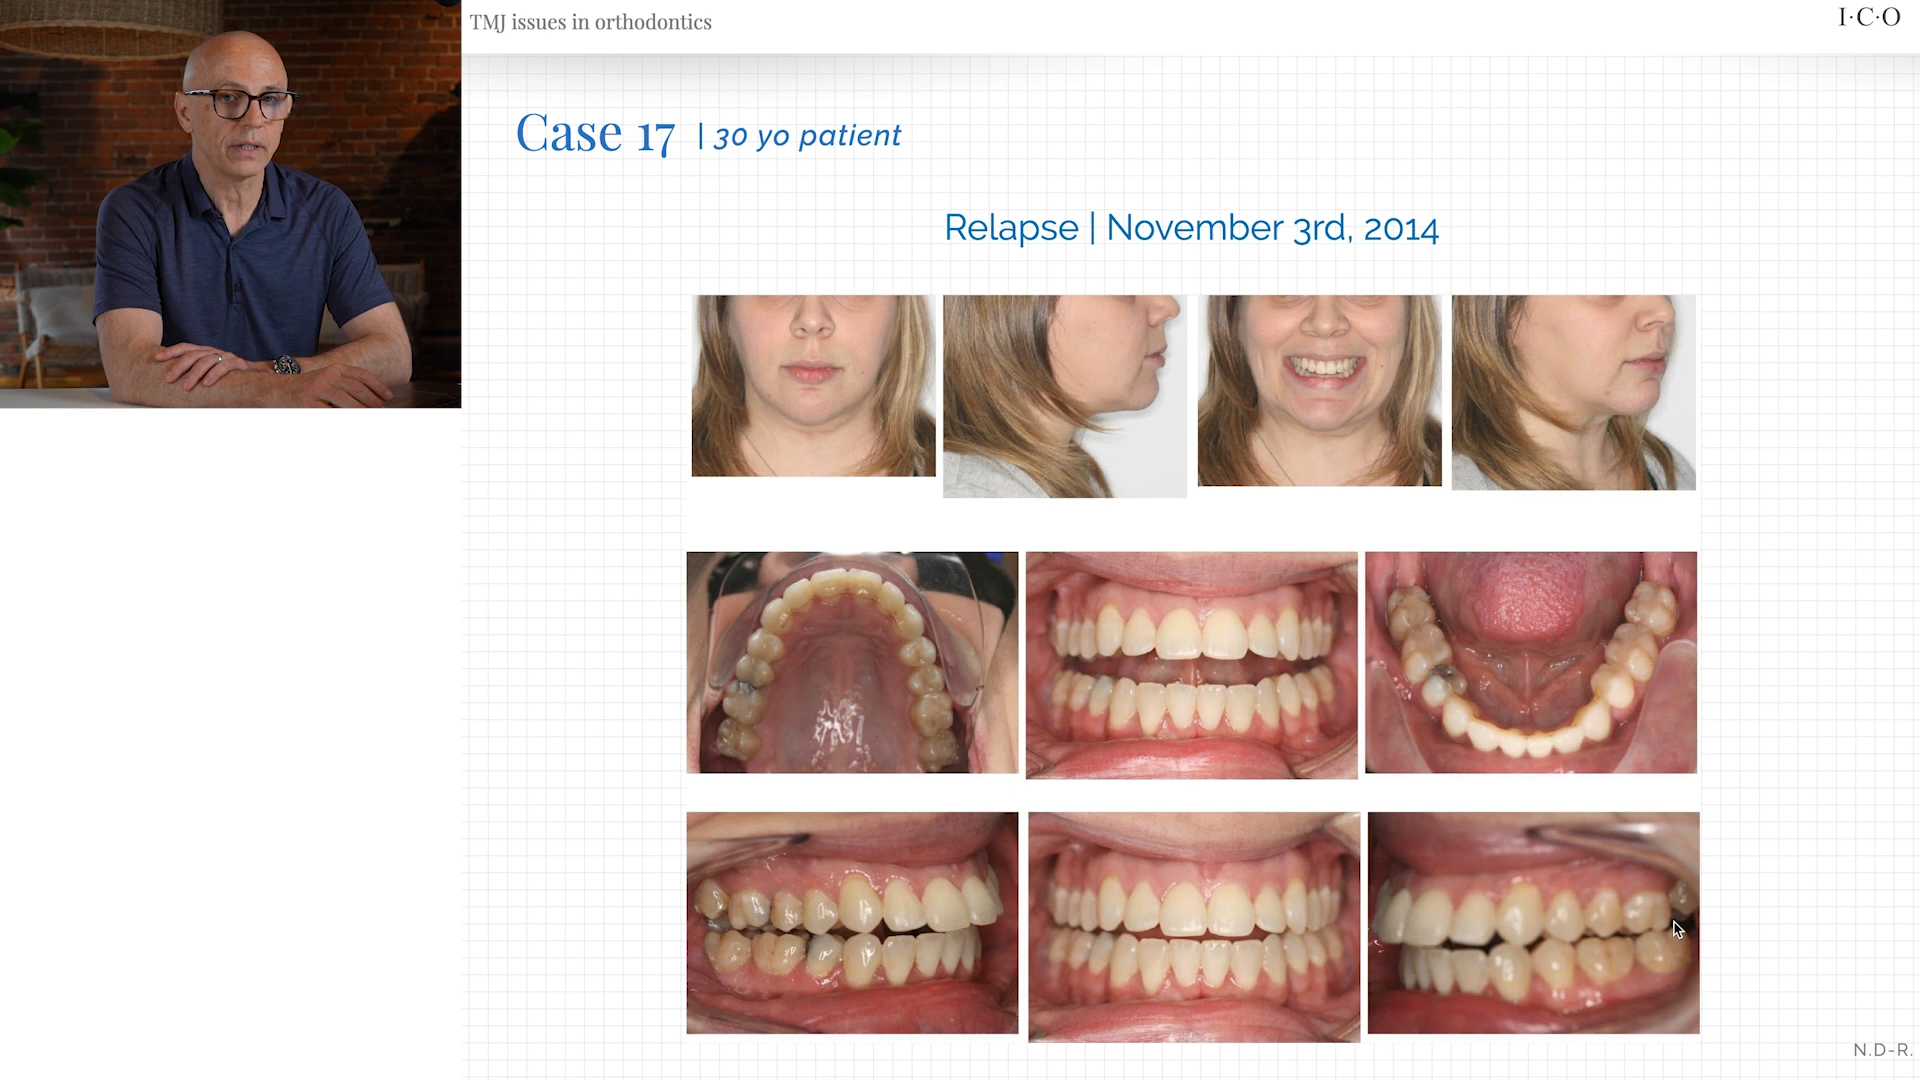 TMJ issues in orthodontics
I·C·O
Case 17 | 30 yo patient
Relapse | November 3rd, 2014
N.D-R.